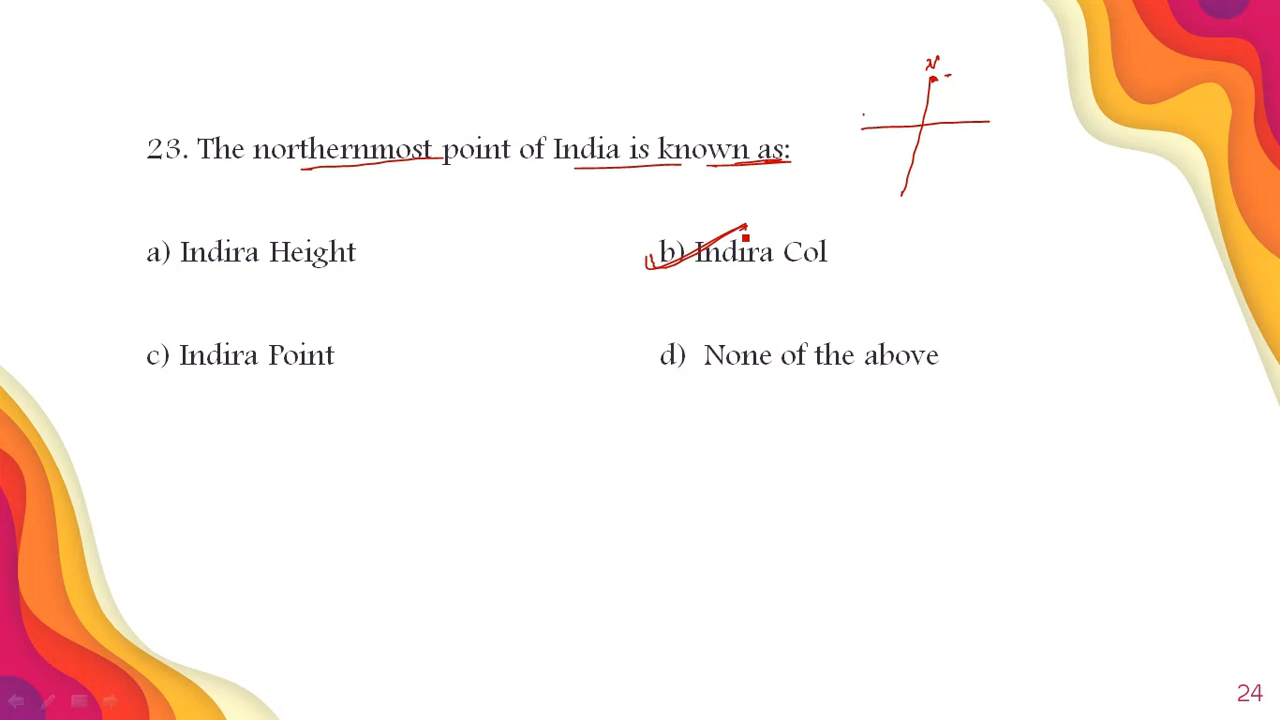 N
23. The northernmost point of India is known as:
a) Indira Height
b) Indira Col
c) Indira Point
d) None of the above
24